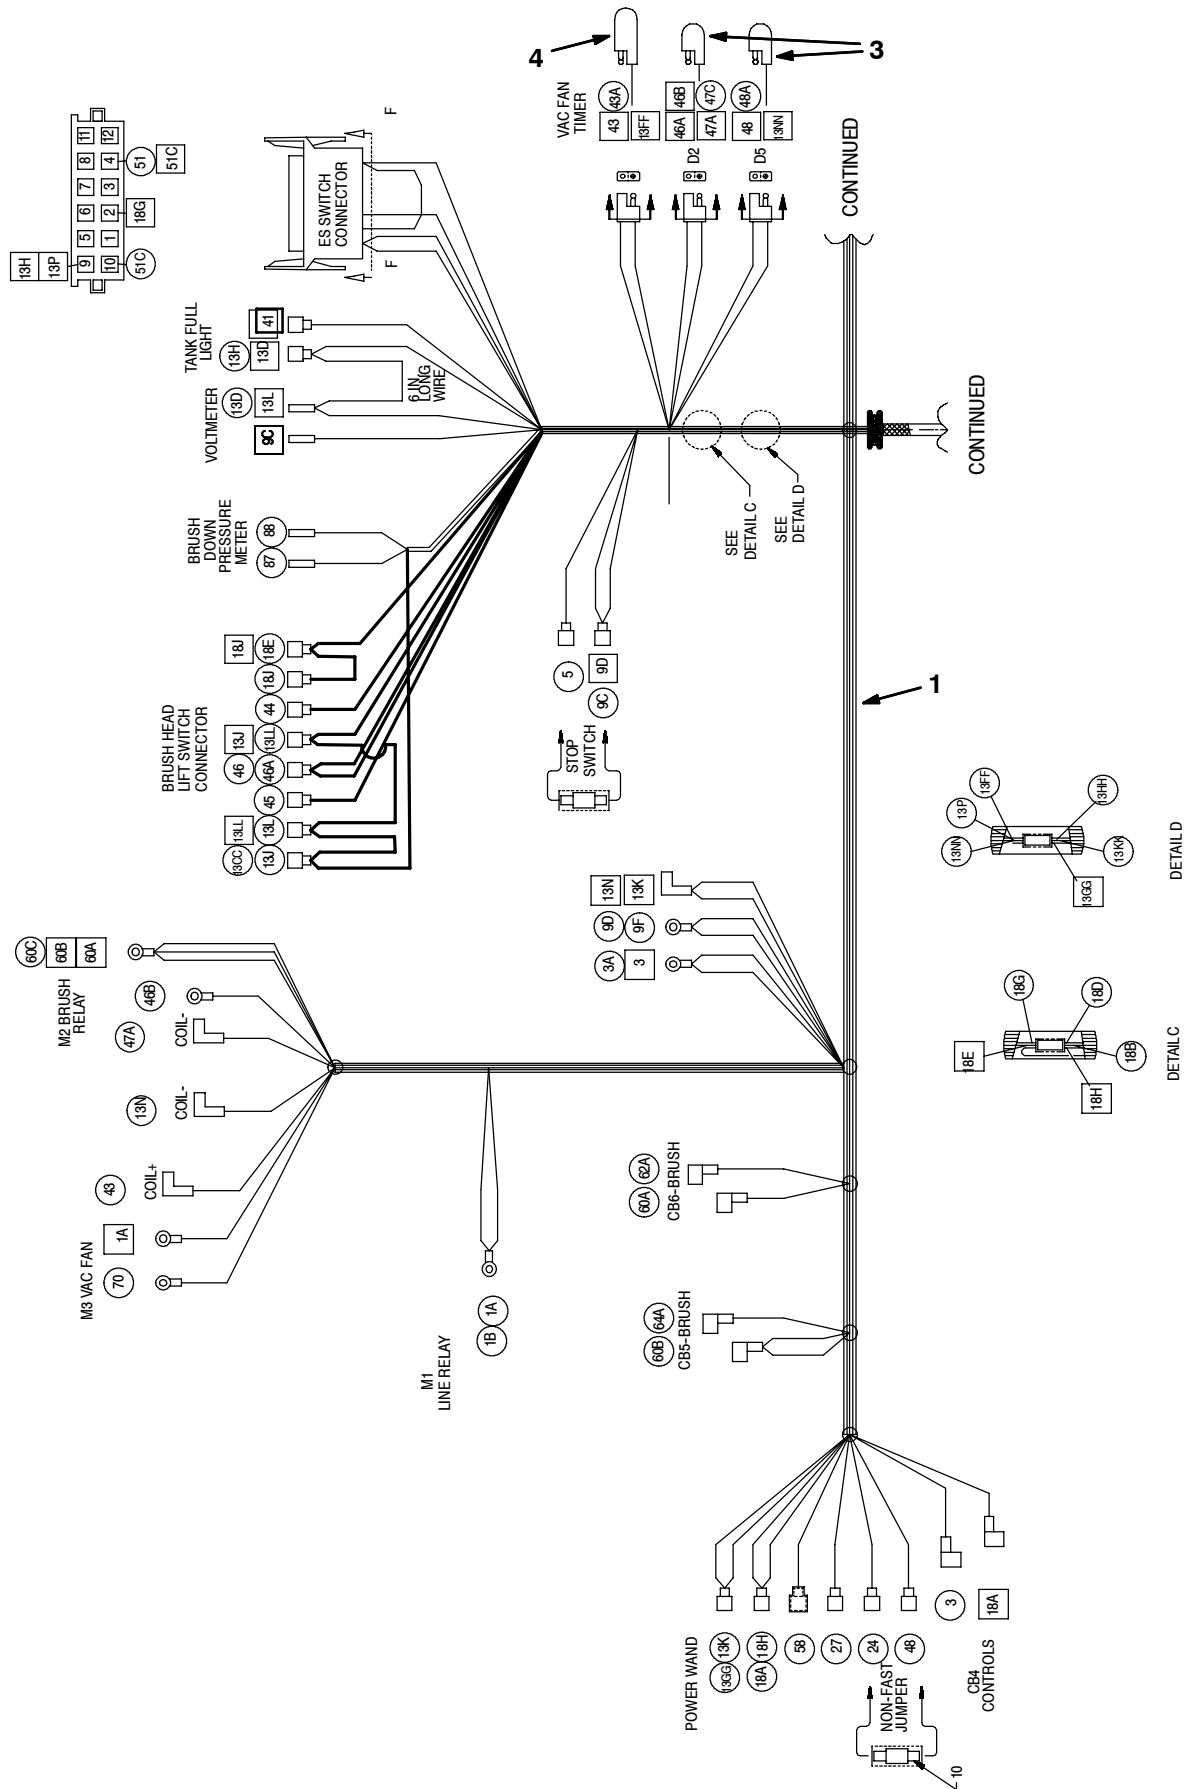 4
3
VAC FAN
TIMER
43A
43
13FF
46B
47C
46A
47A
48A
48
13NN
D2
D5
CONTINUED
CONTINUED
11
8
7
6
5
9
12
4
3
2
1
10
51
51C
18G
51C
13H
13P
F
F
ES SWITCH
CONNECTOR
TANK FULL
LIGHT
41
13H
13D
6 IN
LONG
WIRE
VOLTMETER
13D
13L
9C
BRUSH
DOWN
PRESSURE
METER
88
87
BRUSH HEAD
LIFT SWITCH
CONNECTOR
18J
18E
18J
44
13J
13LL
46
46A
45
13LL
13L
13CC
13J
SEE
DETAIL C
SEE
DETAIL D
5
9D
9C
STOP
SWITCH
1
13N
13K
9D
9F
3A
3
M2 BRUSH
RELAY
60C
60B
60A
46B
47A
COIL-
13N
COIL-
43
COIL+
M3 VAC FAN
1A
70
M1
LINE RELAY
1B
1A
62A
60A
CB6-BRUSH
64A
60B
CB5-BRUSH
13FF
13P
13NN
13HH
13KK
13GG
DETAIL D
18G
18E
18D
18B
18H
DETAIL C
POWER WAND
13GG
13K
18A
18H
58
27
24
48
NON-FAST
JUMPER
10
3
18A
CB4
CONTROLS